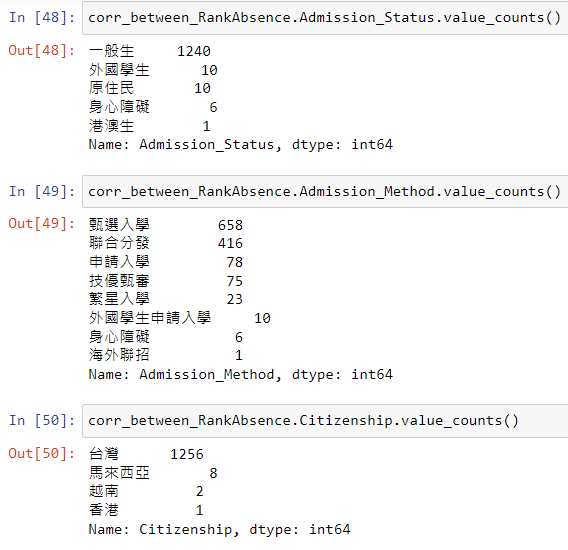 In [48]: corr_between_RankAbsence.Admission_Status.value_counts()
Out[48]: 一般生 1240
外國學生 10
原住民 10
身心障礙 6
港澳生 1
Name: Admission_Status, dtype: int64
In [49]: corr_between_RankAbsence.Admission_Method.value_counts()
Out[49]: 甄選入學 658
聯合分發 416
申請入學 78
技優甄審 75
繁星入學 23
外國學生申請入學 10
身心障礙 6
海外聯招 1
Name: Admission_Method, dtype: int64
In [50]: corr_between_RankAbsence.Citizenship.value_counts()
Out[50]: 台灣 1256
馬來西亞 8
越南 2
香港 1
Name: Citizenship, dtype: int64